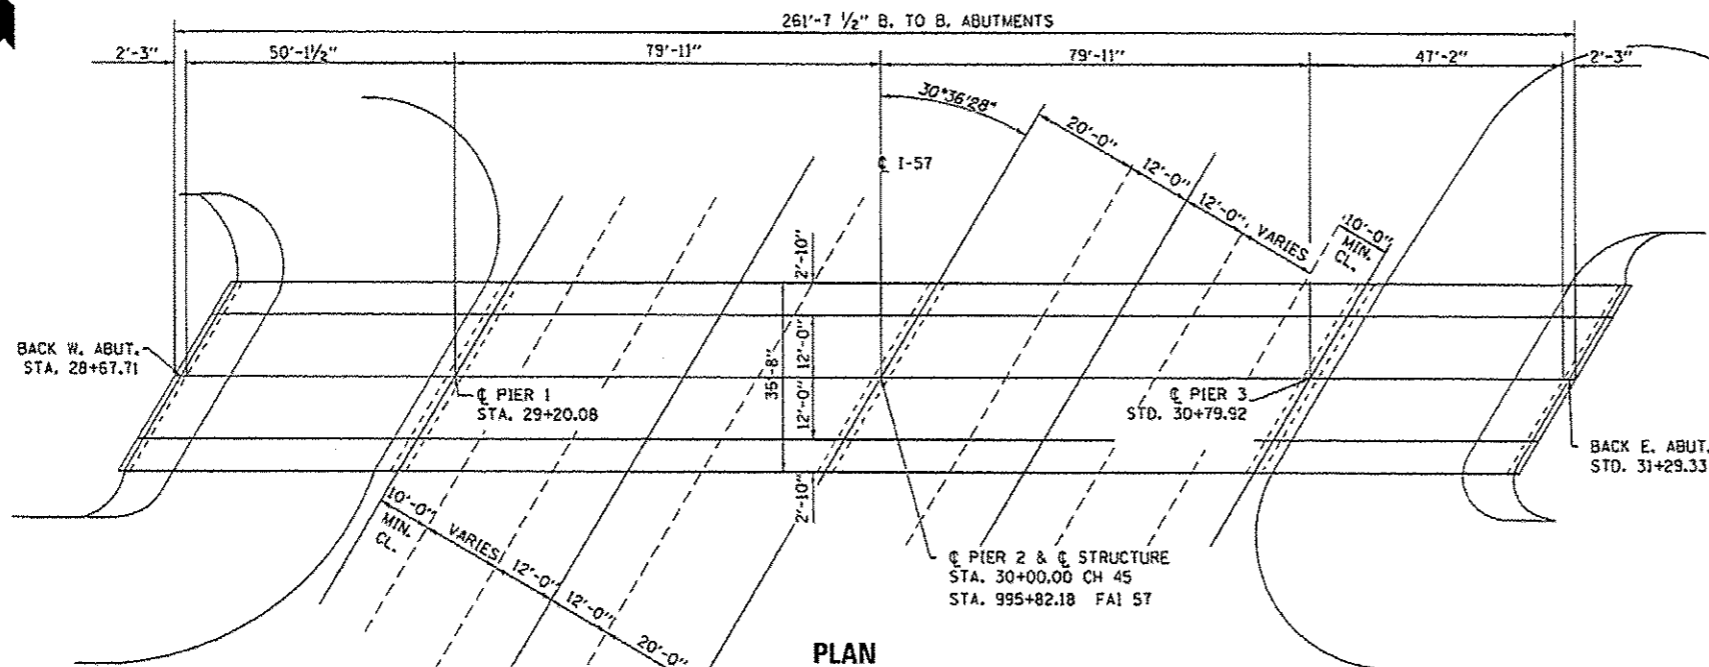 261'-7 ½" B. TO B. ABUTMENTS
2'-3"
50'-1½"
79'-11"
79'-11"
47'-2"
2'-3"
30°36'28"
20'-0"
12'-0"
12'-0"
VARIES
10'-0"
MIN.
CL.
℄ I-57
2'-10"
12'-0"
35'-8"
12'-0"
2'-10"
BACK W. ABUT.
STA. 28+67.71
℄ PIER 1
STA. 29+20.08
℄ PIER 3
STD. 30+79.92
BACK E. ABUT.
STD. 31+29.33
℄ PIER 2 & ℄ STRUCTURE
STA. 30+00.00 CH 45
STA. 995+82.18 FAI 57
10'-0"
MIN.
CL.
VARIES
12'-0"
12'-0"
20'-0"
PLAN